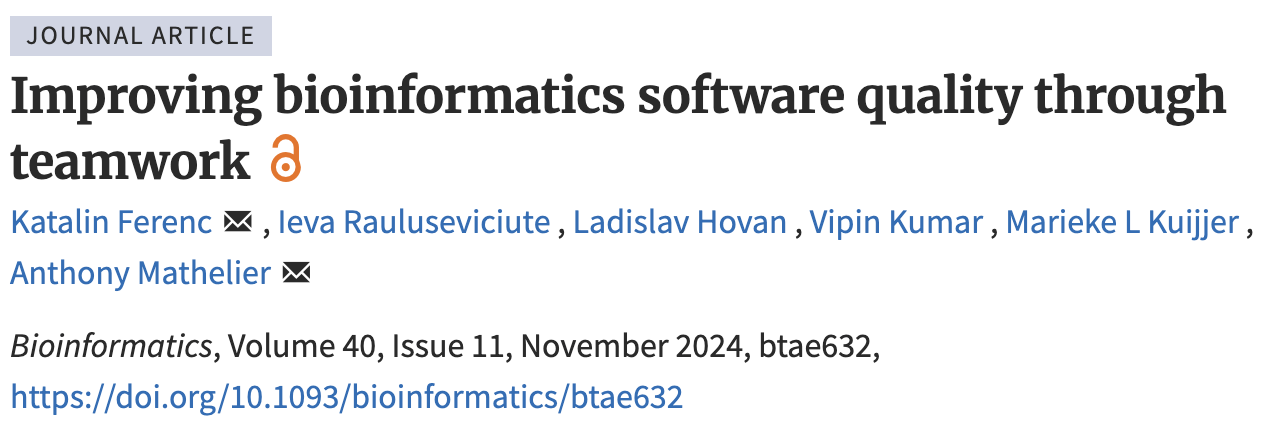 JOURNAL ARTICLE
Improving bioinformatics software quality through
teamwork
Katalin Ferenc , Ieva Rauluseviciute , Ladislav Hovan , Vipin Kumar , Marieke L Kuijjer ,
Anthony Mathelier
Bioinformatics, Volume 40, Issue 11, November 2024, btae632,
https://doi.org/10.1093/bioinformatics/btae632